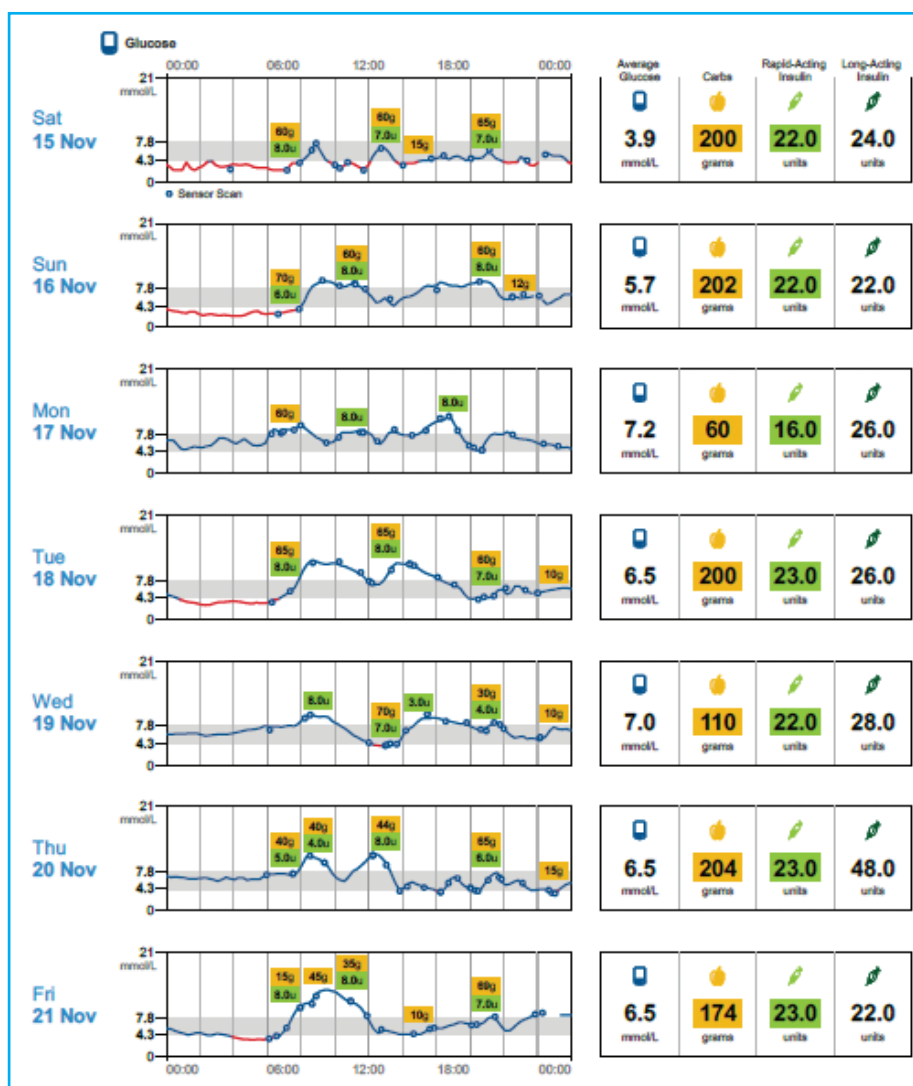 Glucose
00:00 06:00 12:00 18:00 00:00
Average Glucose Carbs Rapid-Acting Insulin Long-Acting Insulin
Sat
15 Nov
21
mmol/L
7.8
4.3
0
60g
8.0u
60g
7.0u
15g
65g
7.0u
3.9 200 22.0 24.0
mmol/L grams units units
Sensor Scan
Sun
16 Nov
21
mmol/L
7.8
4.3
0
70g
6.0u
60g
8.0u
60g
8.0u
12g
5.7 202 22.0 22.0
mmol/L grams units units
Mon
17 Nov
21
mmol/L
7.8
4.3
0
60g
8.0u
8.0u
7.2 60 16.0 26.0
mmol/L grams units units
Tue
18 Nov
21
mmol/L
7.8
4.3
0
65g
8.0u
65g
8.0u
60g
7.0u
10g
6.5 200 23.0 26.0
mmol/L grams units units
Wed
19 Nov
21
mmol/L
7.8
4.3
0
8.0u
70g
7.0u
3.0u
30g
4.0u
10g
7.0 110 22.0 28.0
mmol/L grams units units
Thu
20 Nov
21
mmol/L
7.8
4.3
0
40g
5.0u
40g
4.0u
44g
8.0u
65g
6.0u
15g
6.5 204 23.0 48.0
mmol/L grams units units
Fri
21 Nov
21
mmol/L
7.8
4.3
0
15g
8.0u
45g
35g
8.0u
10g
69g
7.0u
6.5 174 23.0 22.0
mmol/L grams units units
00:00 06:00 12:00 18:00 00:00